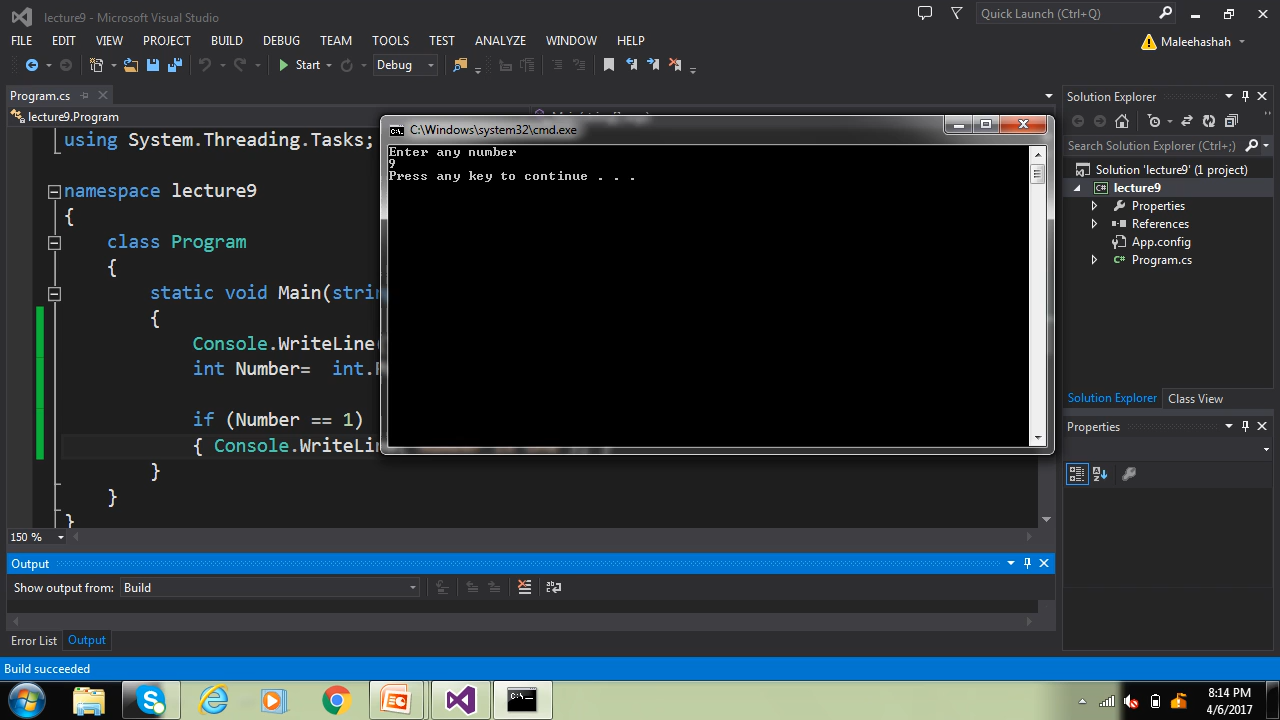 lecture9 - Microsoft Visual Studio
Quick Launch (Ctrl+Q)
FILE EDIT VIEW PROJECT BUILD DEBUG TEAM TOOLS TEST ANALYZE WINDOW HELP
Maleehashah
Start Debug
Program.cs
lecture9.Program
using System.Threading.Tasks;
namespace lecture9
{
class Program
{
static void Main(string
{
Console.WriteLine(
int Number= int.
if (Number == 1)
{ Console.WriteLine
}
}
}
150 %
C:\Windows\system32\cmd.exe
Enter any number
9
Press any key to continue . . .
Solution Explorer
Search Solution Explorer (Ctrl+;)
Solution 'lecture9' (1 project)
lecture9
Properties
References
App.config
Program.cs
Solution Explorer Class View
Properties
Output
Show output from: Build
Error List Output
Build succeeded
8:14 PM
4/6/2017